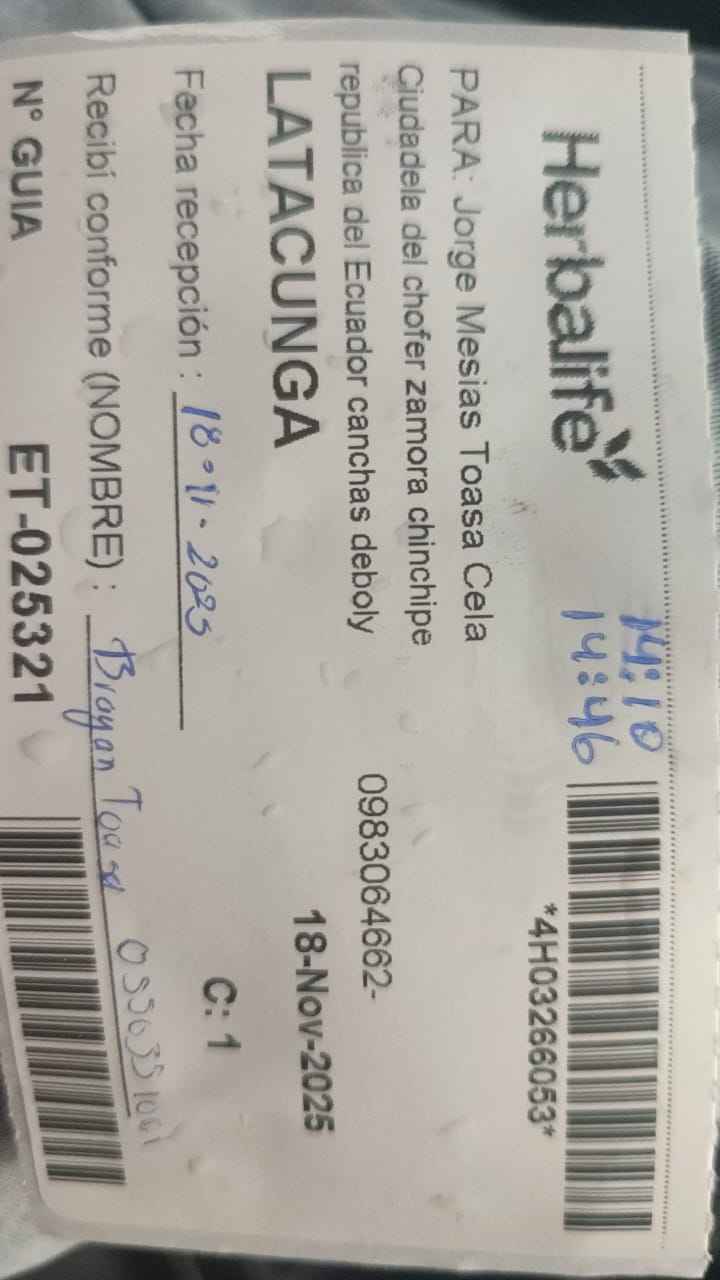 Herbalife
14:10
14:46
*4H03266053*
PARA: Jorge Mesias Toasa Cela
Ciudadela del chofer zamora chinchipe
republica del Ecuador canchas deboly
0983064662-
LATACUNGA
18-Nov-2025
Fecha recepción : 18-11-2025
C: 1
Recibí conforme (NOMBRE) : Brayan Toasa
N° GUIA
ET-025321